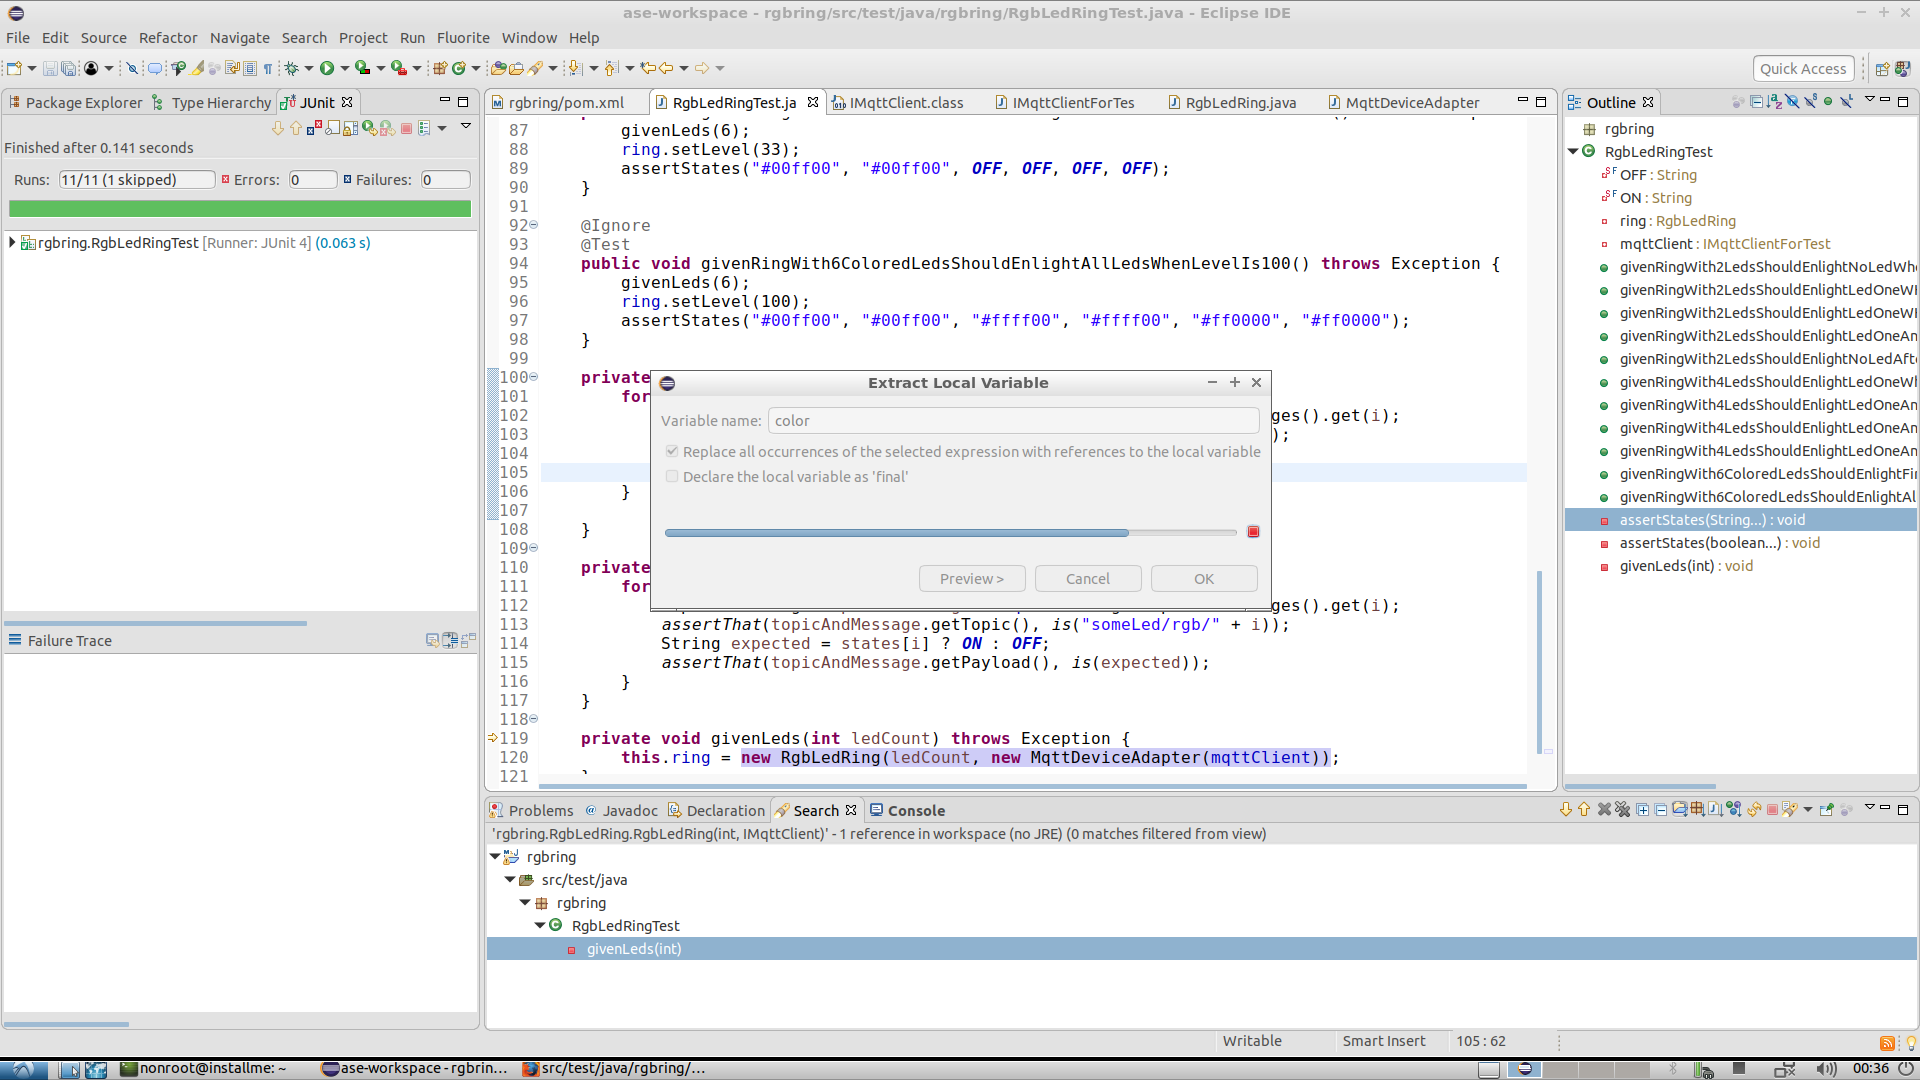 ase-workspace - rgbring/src/test/java/rgbring/RgbLedRingTest.java - Eclipse IDE
File Edit Source Refactor Navigate Search Project Run Fluorite Window Help
Quick Access
Package Explorer Type Hierarchy JUnit
Finished after 0.141 seconds
Runs: 11/11 (1 skipped) Errors: 0 Failures: 0
rgbring.RgbLedRingTest [Runner: JUnit 4] (0.063 s)
Failure Trace
rgbring/pom.xml RgbLedRingTest.ja IMqttClient.class IMqttClientForTes RgbLedRing.java MqttDeviceAdapter
87 givenLeds(6);
88 ring.setLevel(33);
89 assertStates("#00ff00", "#00ff00", OFF, OFF, OFF, OFF);
90 }
91
92 @Ignore
93 @Test
94 public void givenRingWith6ColoredLedsShouldEnlightAllLedsWhenLevelIs100() throws Exception {
95 givenLeds(6);
96 ring.setLevel(100);
97 assertStates("#00ff00", "#00ff00", "#ffff00", "#ffff00", "#ff0000", "#ff0000");
98 }
99
100 private
101 for
102 ges().get(i);
103 );
104
105
106 }
107
108 }
109
110 private
111 for
112 ges().get(i);
113 assertThat(topicAndMessage.getTopic(), is("someLed/rgb/" + i));
114 String expected = states[i] ? ON : OFF;
115 assertThat(topicAndMessage.getPayload(), is(expected));
116 }
117 }
118
119 private void givenLeds(int ledCount) throws Exception {
120 this.ring = new RgbLedRing(ledCount, new MqttDeviceAdapter(mqttClient));
121
Extract Local Variable
Variable name: color
Replace all occurrences of the selected expression with references to the local variable
Declare the local variable as 'final'
Preview > Cancel OK
Outline
rgbring
RgbLedRingTest
OFF : String
ON : String
ring : RgbLedRing
mqttClient : IMqttClientForTest
givenRingWith2LedsShouldEnlightNoLedWhe
givenRingWith2LedsShouldEnlightLedOneWh
givenRingWith2LedsShouldEnlightLedOneWh
givenRingWith2LedsShouldEnlightLedOneAn
givenRingWith2LedsShouldEnlightNoLedAft
givenRingWith4LedsShouldEnlightLedOneWh
givenRingWith4LedsShouldEnlightLedOneAn
givenRingWith4LedsShouldEnlightLedOneAn
givenRingWith4LedsShouldEnlightLedOneAn
givenRingWith6ColoredLedsShouldEnlightFi
givenRingWith6ColoredLedsShouldEnlightAl
assertStates(String...) : void
assertStates(boolean...) : void
givenLeds(int) : void
Problems Javadoc Declaration Search Console
'rgbring.RgbLedRing.RgbLedRing(int, IMqttClient)' - 1 reference in workspace (no JRE) (0 matches filtered from view)
rgbring
src/test/java
rgbring
RgbLedRingTest
givenLeds(int)
Writable Smart Insert 105 : 62
nonroot@installme: ~ ase-workspace - rgbrin... src/test/java/rgbring/... 00:36